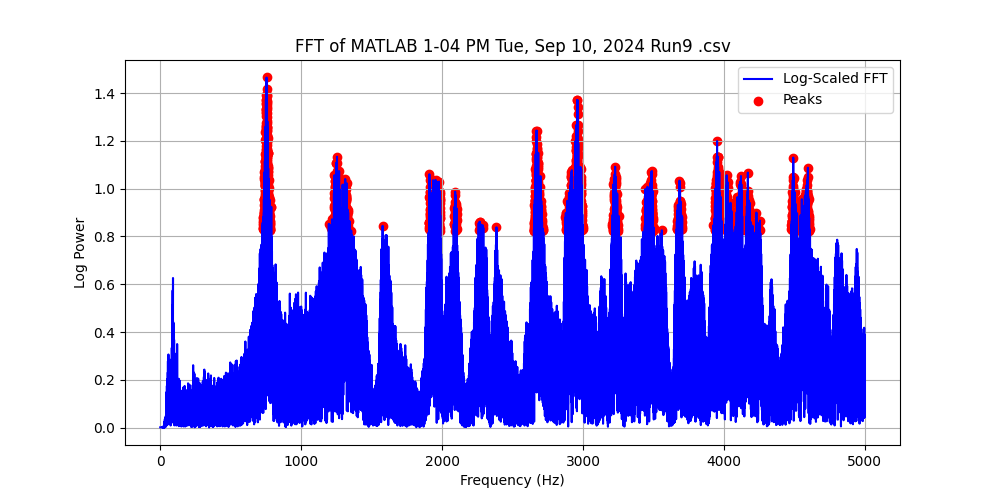 FFT of MATLAB 1-04 PM Tue, Sep 10, 2024 Run9 .csv
Log-Scaled FFT
Peaks
1.4
1.2
1.0
0.8
0.6
0.4
0.2
0.0
Log Power
0
1000
2000
3000
4000
5000
Frequency (Hz)